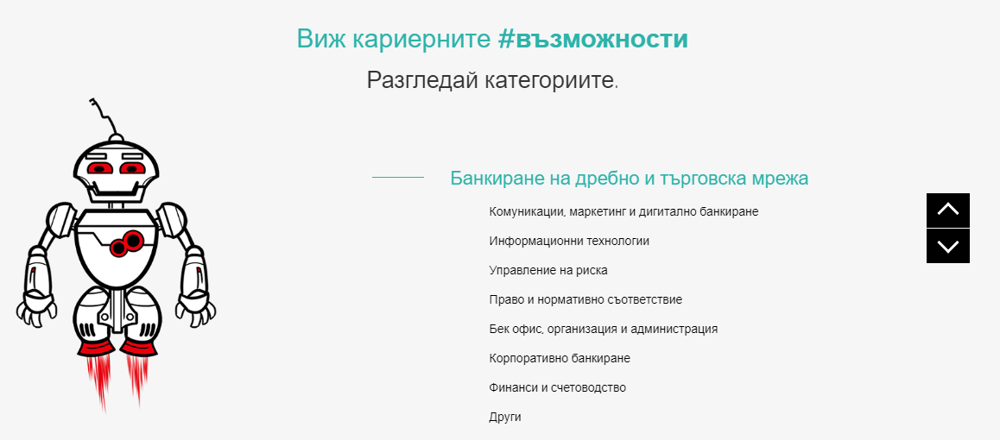 Виж кариерните #възможности
Разгледай категориите.
Банкиране на дребно и търговска мрежа
Комуникации, маркетинг и дигитално банкиране
Информационни технологии
Управление на риска
Право и нормативно съответствие
Бек офис, организация и администрация
Корпоративно банкиране
Финанси и счетоводство
Други